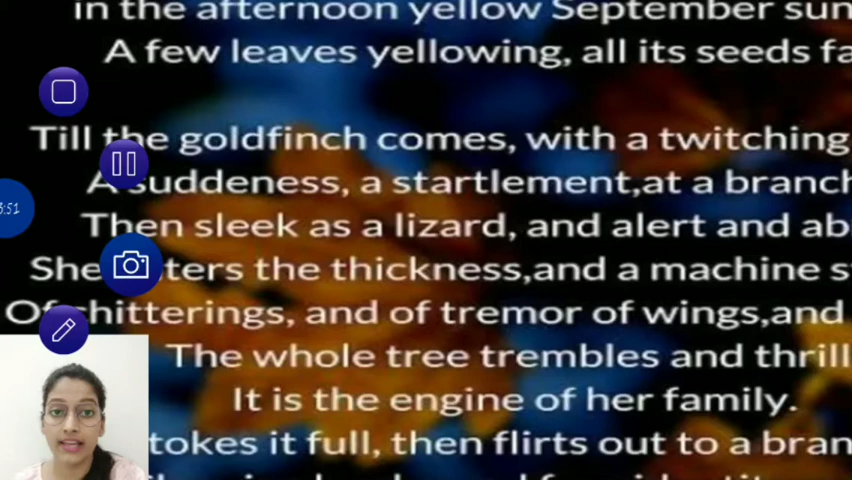 in the afternoon yellow September sun
A few leaves yellowing, all its seeds fa
Till the goldfinch comes, with a twitching
A suddeness, a startlement,at a branch
Then sleek as a lizard, and alert and ab
She ters the thickness,and a machine s
Of chitterings, and of tremor of wings,and
The whole tree trembles and thrill
It is the engine of her family.
tokes it full, then flirts out to a bran
3:51